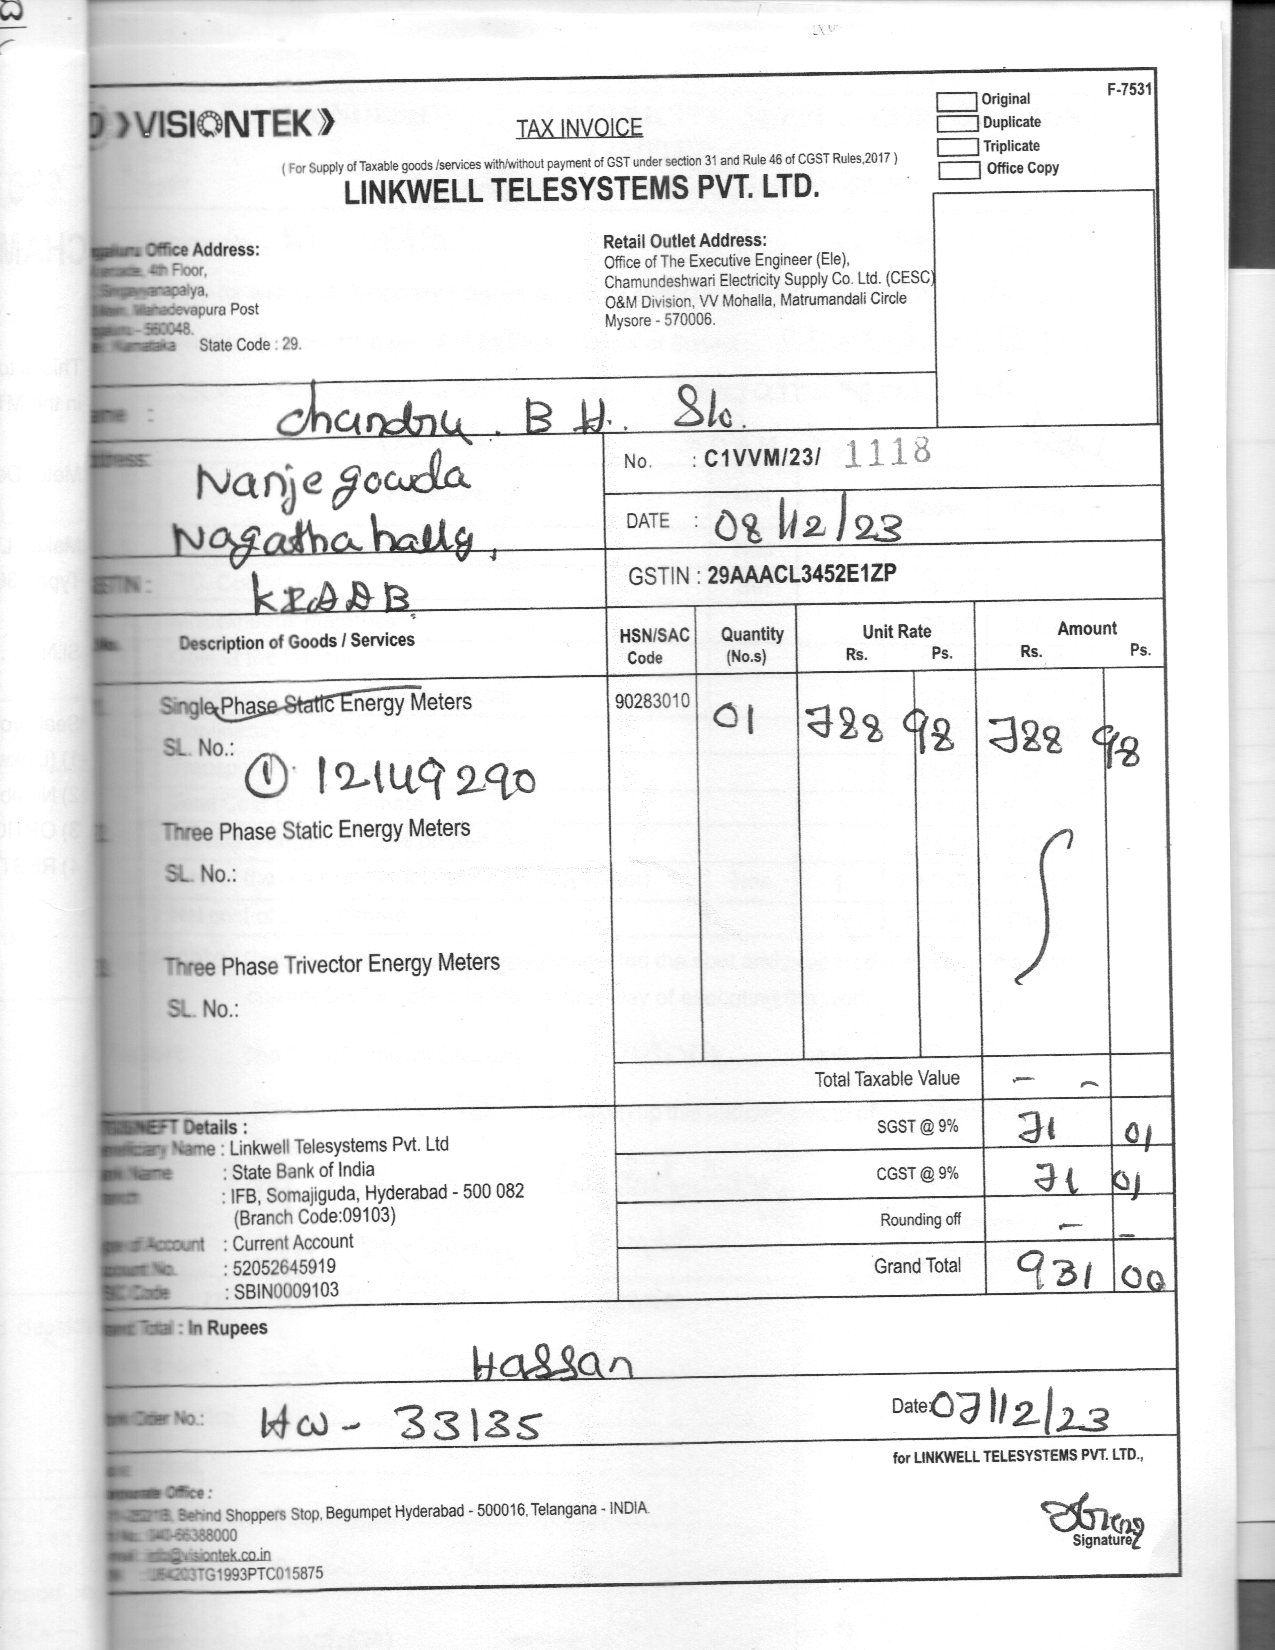 F-7531
Original
Duplicate
Triplicate
Office Copy
VISIONTEK
TAX INVOICE
( For Supply of Taxable goods /services with/without payment of GST under section 31 and Rule 46 of CGST Rules,2017 )
LINKWELL TELESYSTEMS PVT. LTD.
Office Address:
4th Floor,
Mahadevapura Post
- 560048.
Karnataka State Code : 29.
Retail Outlet Address:
Office of The Executive Engineer (Ele),
Chamundeshwari Electricity Supply Co. Ltd. (CESC)
O&M Division, VV Mohalla, Matrumandali Circle
Mysore - 570006.
Chandru . B H. S/o.
Nanje gowda
Nagathahally,
No. : C1VVM/23/ 1118
DATE : 08/12/23
GSTIN : 29AAACL3452E1ZP
Description of Goods / Services HSN/SAC Code Quantity (No.s) Unit Rate Rs. Ps. Amount Rs. Ps.
Single Phase Static Energy Meters 90283010 01 788 98 788 98
SL. No.:
① 12149290
Three Phase Static Energy Meters
SL. No.:
Three Phase Trivector Energy Meters
SL. No.:
Total Taxable Value - -
SGST @ 9% 71 01
CGST @ 9% 71 01
Rounding off - -
Grand Total 931 00
NEFT Details :
Name : Linkwell Telesystems Pvt. Ltd
Name : State Bank of India
: IFB, Somajiguda, Hyderabad - 500 082
(Branch Code:09103)
of Account : Current Account
No. : 52052645919
Code : SBIN0009103
Total : In Rupees
Hassan
Order No.: HW - 33135
Date: 07/12/23
for LINKWELL TELESYSTEMS PVT. LTD.,
Office :
Behind Shoppers Stop, Begumpet Hyderabad - 500016, Telangana - INDIA.
040-66388000
info@visiontek.co.in
TG1993PTC015875
Signature